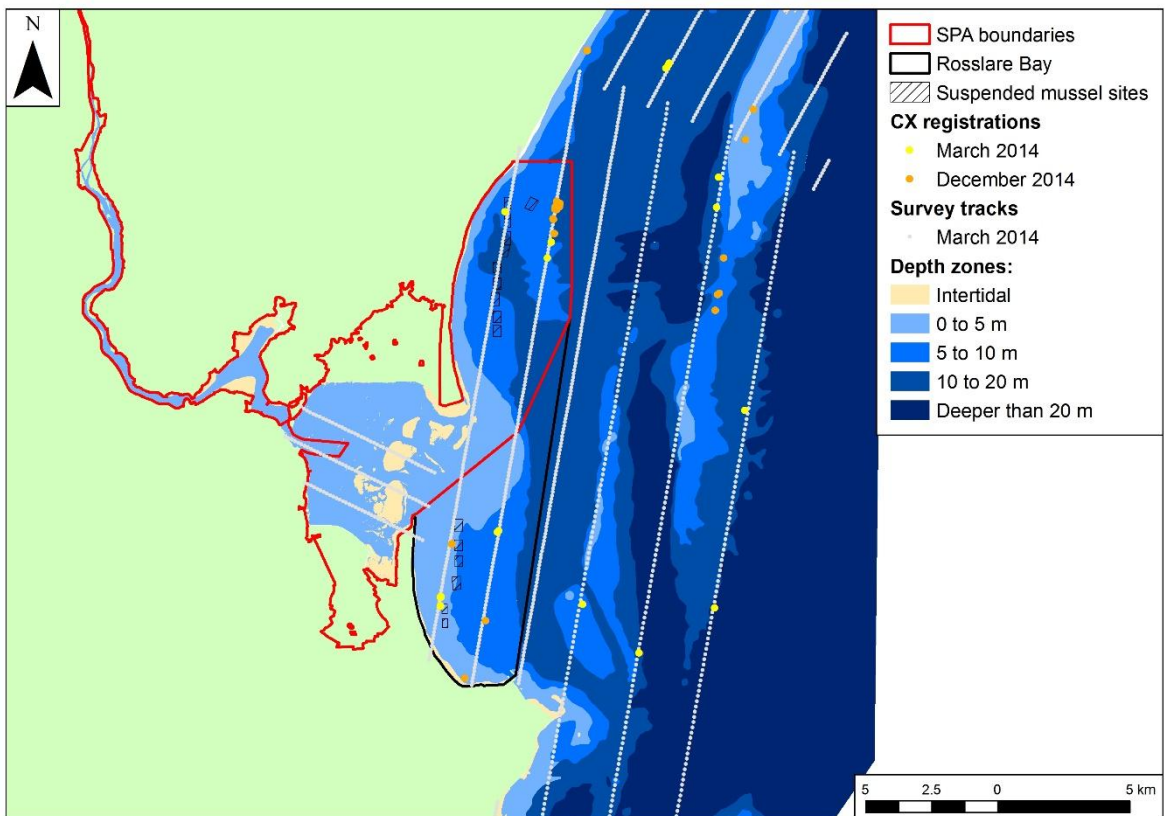 N
SPA boundaries
Rosslare Bay
Suspended mussel sites
CX registrations
March 2014
December 2014
Survey tracks
March 2014
Depth zones:
Intertidal
0 to 5 m
5 to 10 m
10 to 20 m
Deeper than 20 m
5 2.5 0 5 km